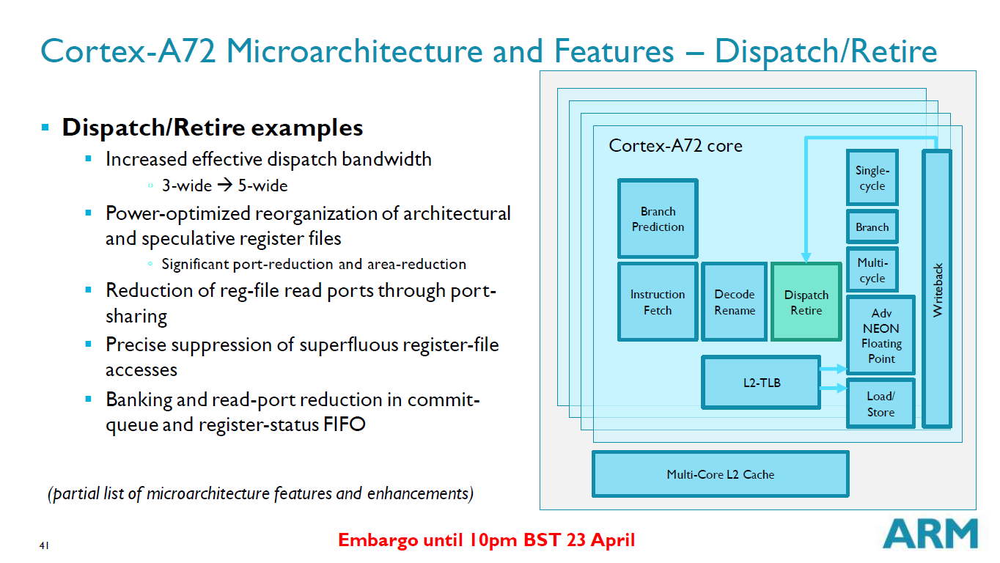 Cortex-A72 Microarchitecture and Features – Dispatch/Retire
Dispatch/Retire examples
Increased effective dispatch bandwidth
3-wide → 5-wide
Power-optimized reorganization of architectural
and speculative register files
Significant port-reduction and area-reduction
Reduction of reg-file read ports through port-
sharing
Precise suppression of superfluous register-file
accesses
Banking and read-port reduction in commit-
queue and register-status FIFO
(partial list of microarchitecture features and enhancements)
Cortex-A72 core
Branch
Prediction
Instruction
Fetch
Decode
Rename
Dispatch
Retire
Single-
cycle
Branch
Multi-
cycle
Adv
NEON
Floating
Point
Load/
Store
Writeback
L2-TLB
Multi-Core L2 Cache
41
Embargo until 10pm BST 23 April
ARM